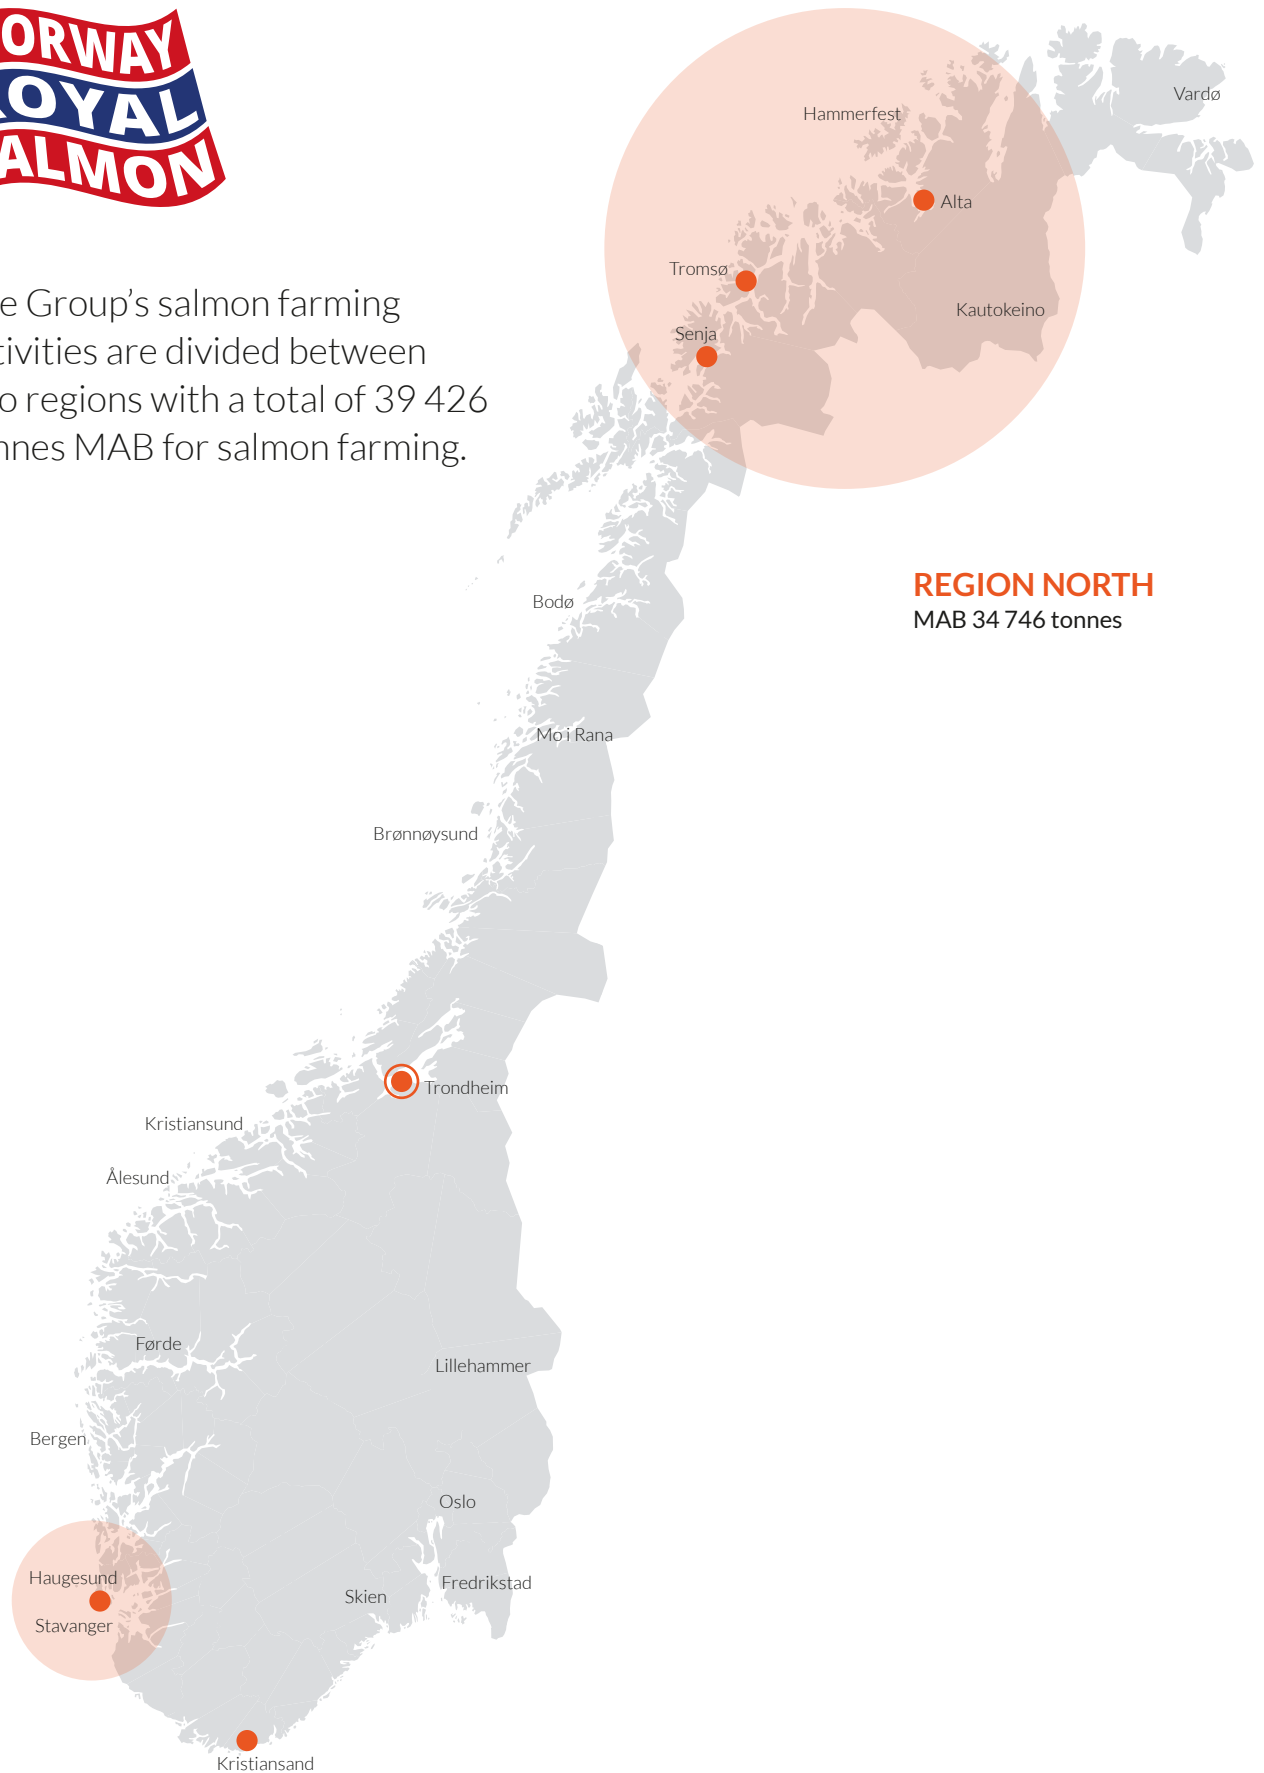 ORWAY
ROYAL
ALMON
e Group’s salmon farming
tivities are divided between
o regions with a total of 39 426
nnes MAB for salmon farming.
Vardø
Hammerfest
Alta
Tromsø
Kautokeino
Senja
REGION NORTH
MAB 34 746 tonnes
Bodø
Mo i Rana
Brønnøysund
Trondheim
Kristiansund
Ålesund
Førde
Lillehammer
Bergen
Oslo
Haugesund
Fredrikstad
Skien
Stavanger
Kristiansand